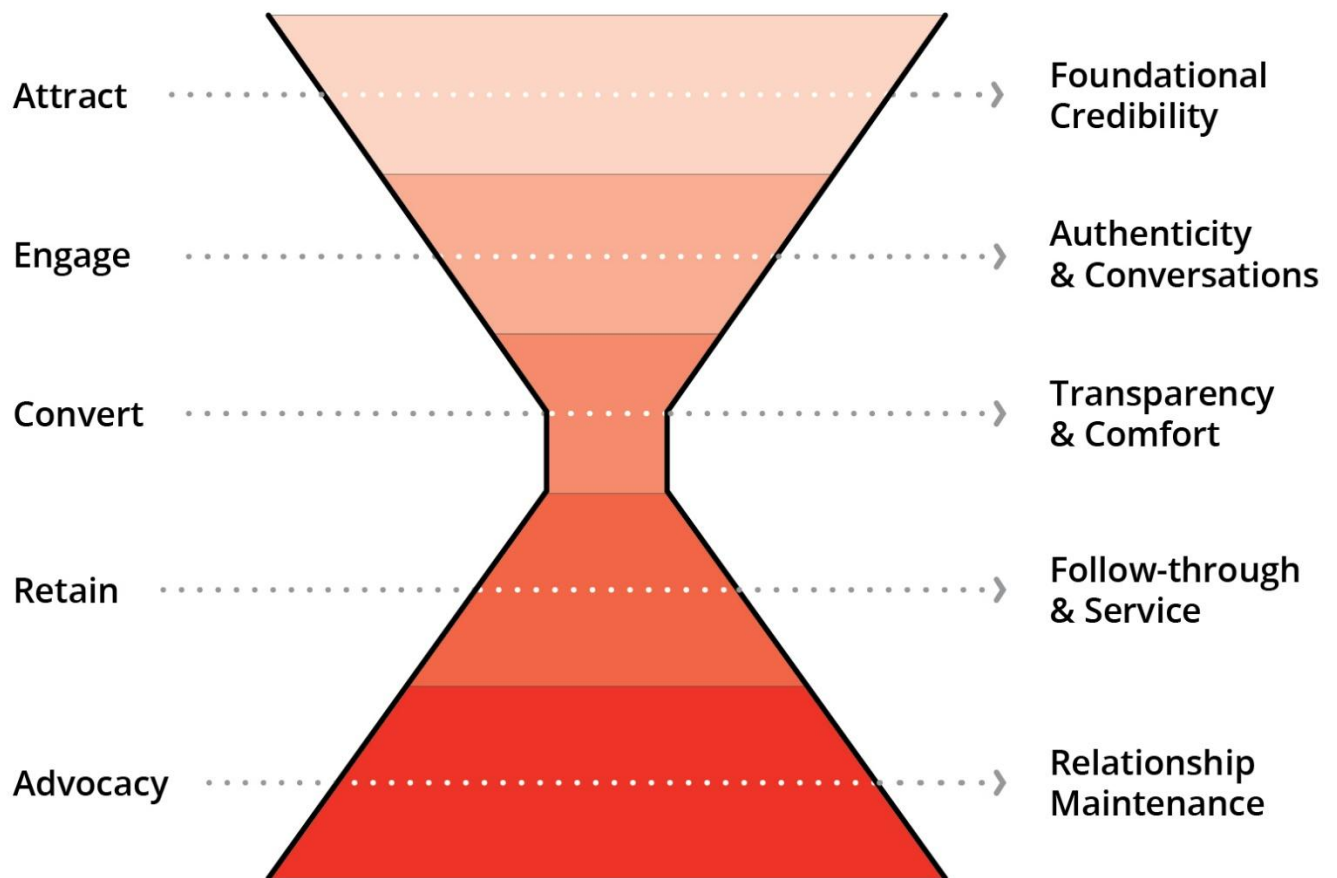 Attract
Foundational
Credibility
Engage
Authenticity
& Conversations
Convert
Transparency
& Comfort
Retain
Follow-through
& Service
Advocacy
Relationship
Maintenance